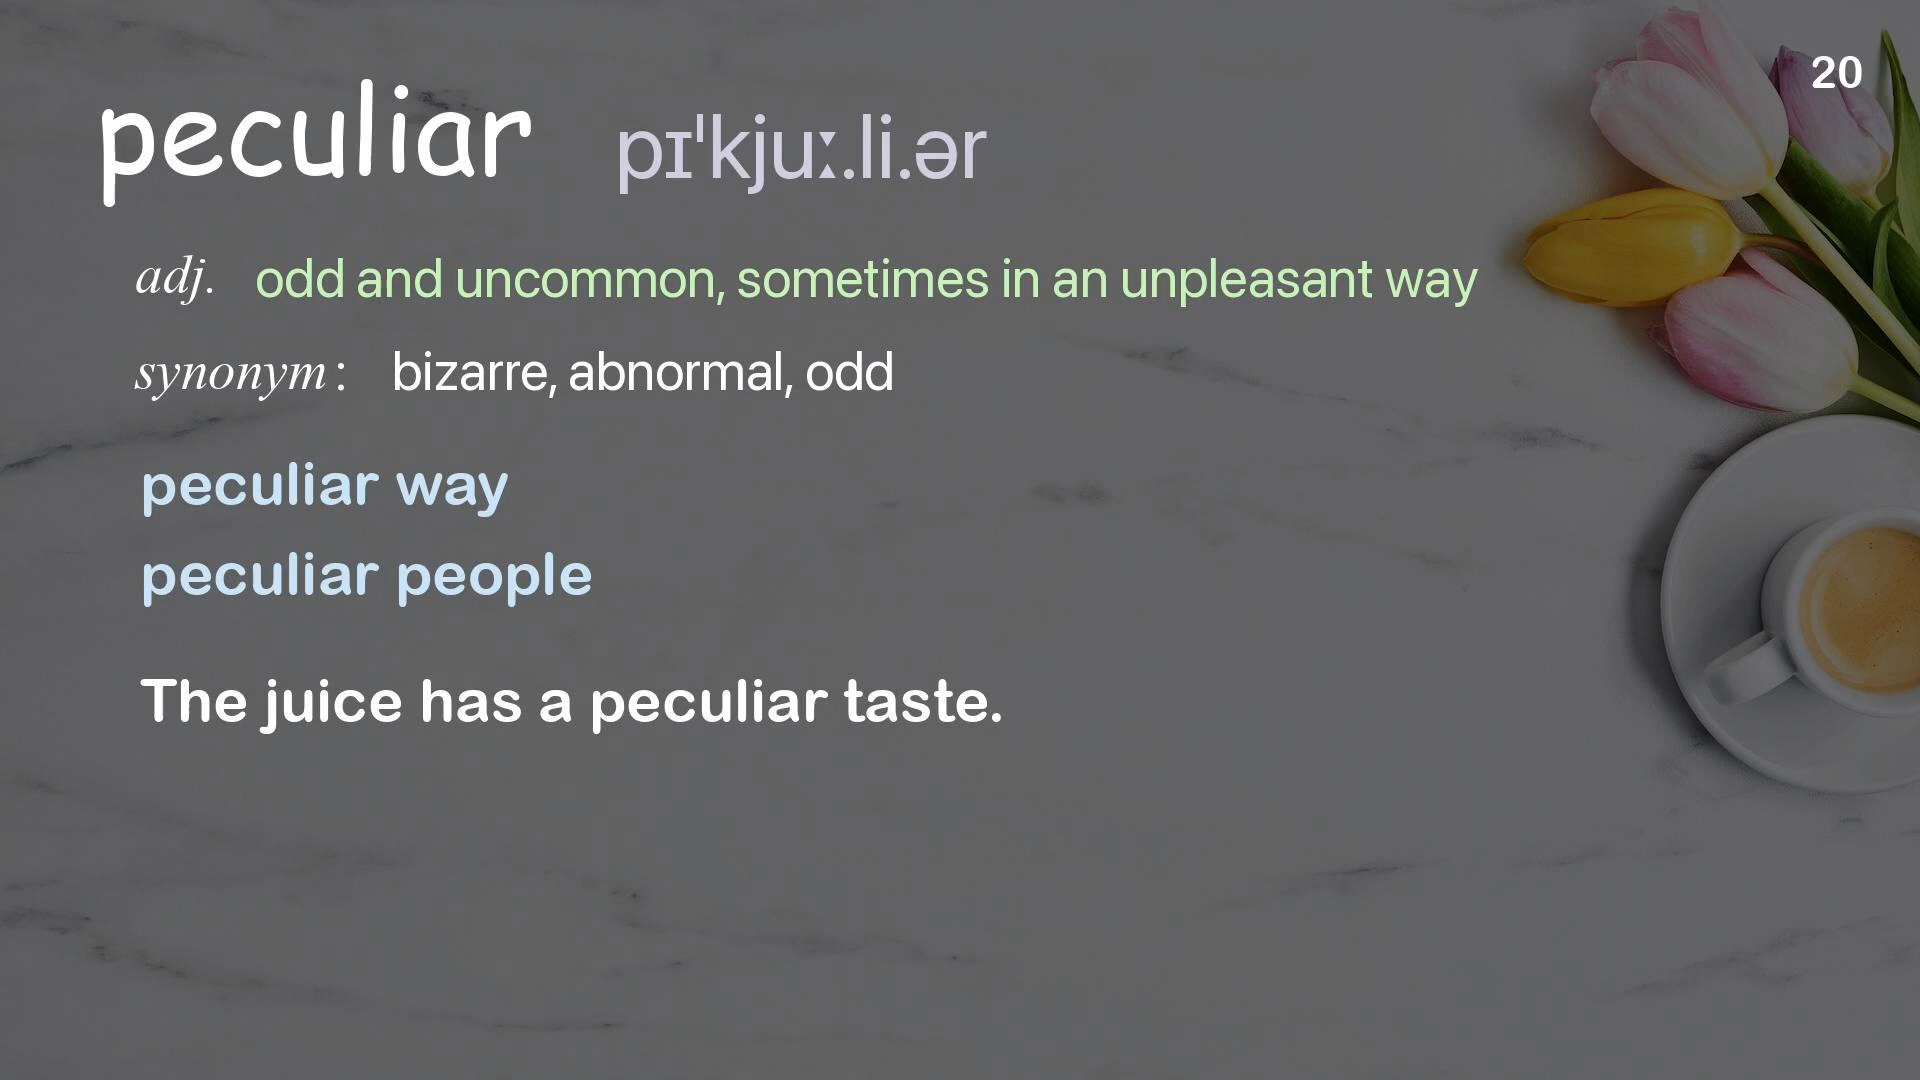 20
peculiar pɪˈkjuː.li.ər
adj. odd and uncommon, sometimes in an unpleasant way
synonym: bizarre, abnormal, odd
peculiar way
peculiar people
The juice has a peculiar taste.